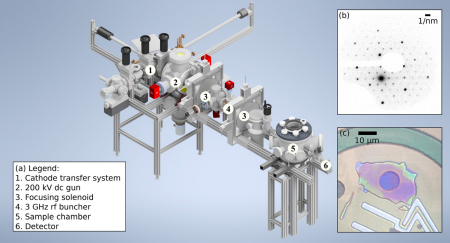 (b)
1/nm
1
2
3
4
3
5
6
(c)
10 μm
(a) Legend:
1. Cathode transfer system
2. 200 kV dc gun
3. Focusing solenoid
4. 3 GHz rf buncher
5. Sample chamber
6. Detector